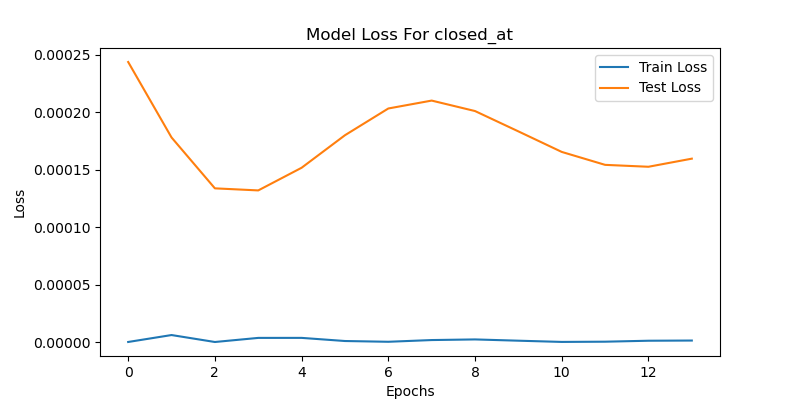 Model Loss For closed_at
Train Loss
Test Loss
0.00025
0.00020
0.00015
0.00010
0.00005
0.00000
Loss
0 2 4 6 8 10 12
Epochs